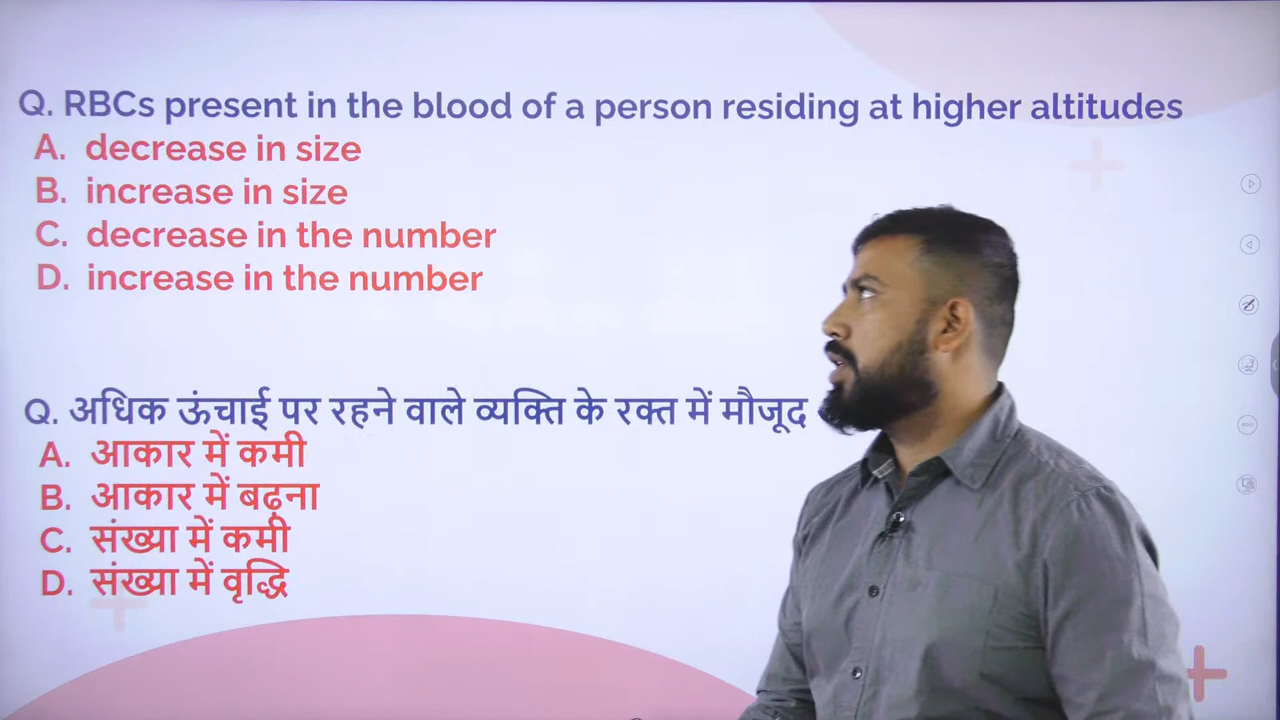 Q. RBCs present in the blood of a person residing at higher altitudes
A. decrease in size
B. increase in size
C. decrease in the number
D. increase in the number
Q. अधिक ऊंचाई पर रहने वाले व्यक्ति के रक्त में मौजूद
A. आकार में कमी
B. आकार में बढ़ना
C. संख्या में कमी
D. संख्या में वृद्धि